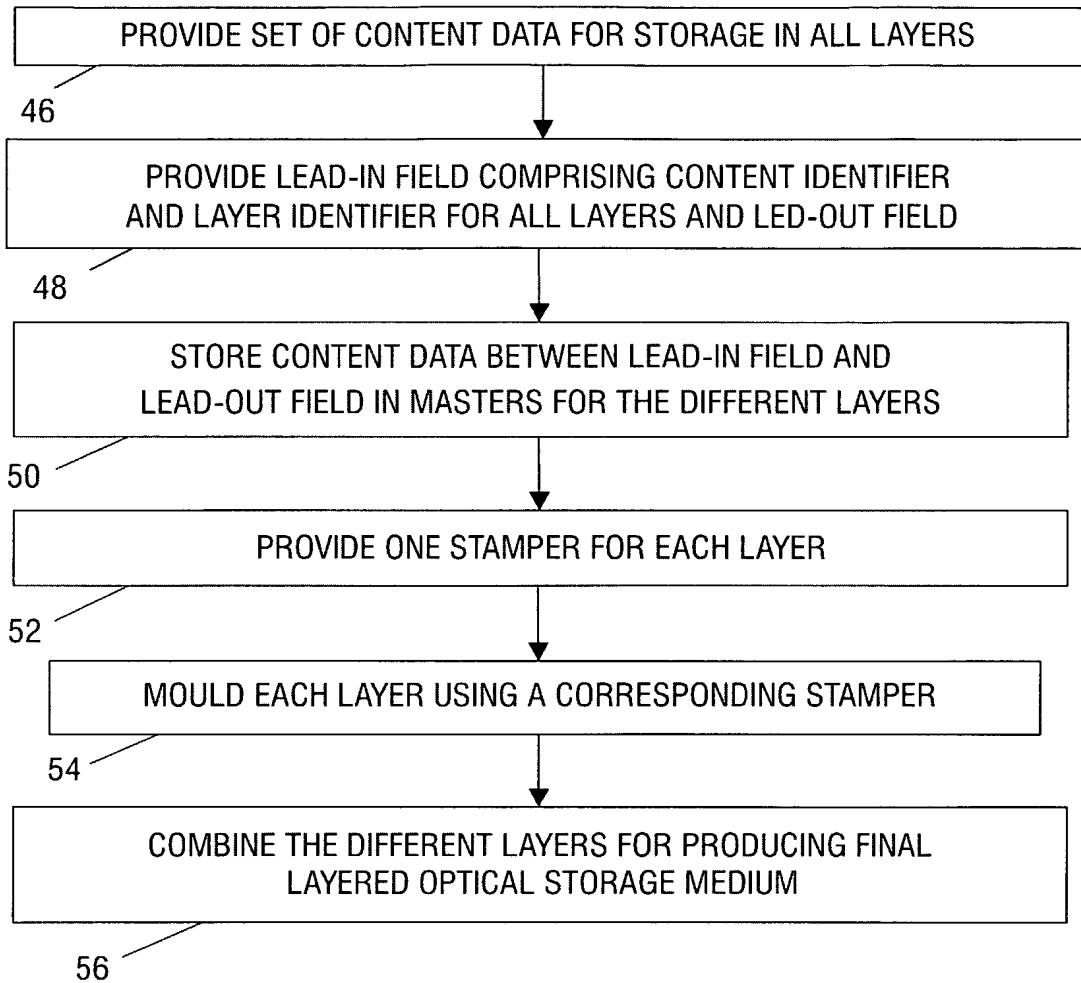 PROVIDE SET OF CONTENT DATA FOR STORAGE IN ALL LAYERS
46
PROVIDE LEAD-IN FIELD COMPRISING CONTENT IDENTIFIER
AND LAYER IDENTIFIER FOR ALL LAYERS AND LED-OUT FIELD
48
STORE CONTENT DATA BETWEEN LEAD-IN FIELD AND
LEAD-OUT FIELD IN MASTERS FOR THE DIFFERENT LAYERS
50
PROVIDE ONE STAMPER FOR EACH LAYER
52
MOULD EACH LAYER USING A CORRESPONDING STAMPER
54
COMBINE THE DIFFERENT LAYERS FOR PRODUCING FINAL
LAYERED OPTICAL STORAGE MEDIUM
56